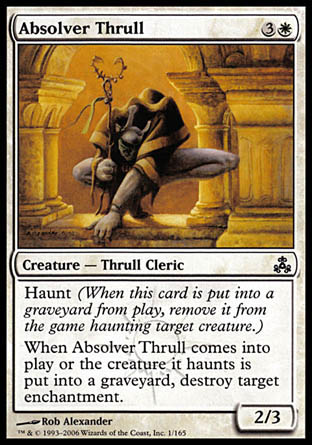 Absolver Thrull 3
Creature — Thrull Cleric
Haunt (When this card is put into a
graveyard from play, remove it from
the game haunting target creature.)
When Absolver Thrull comes into
play or the creature it haunts is
put into a graveyard, destroy target
enchantment.
Rob Alexander
2/3
™ & © 1993–2006 Wizards of the Coast, Inc. 1/165